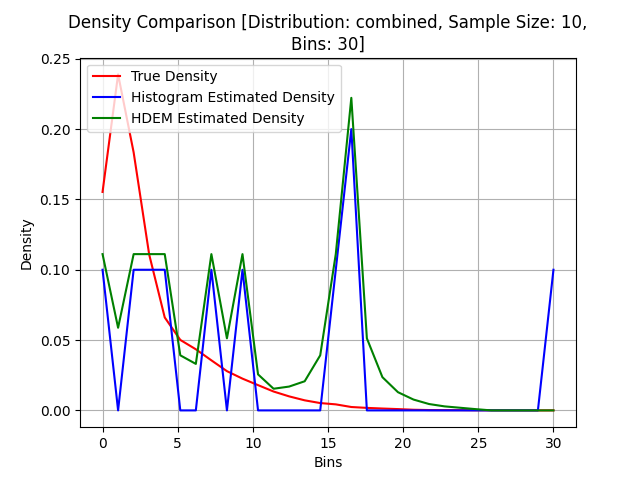 Density Comparison [Distribution: combined, Sample Size: 10,
Bins: 30]
True Density
Histogram Estimated Density
HDEM Estimated Density
Density
0.25
0.20
0.15
0.10
0.05
0.00
0 5 10 15 20 25 30
Bins